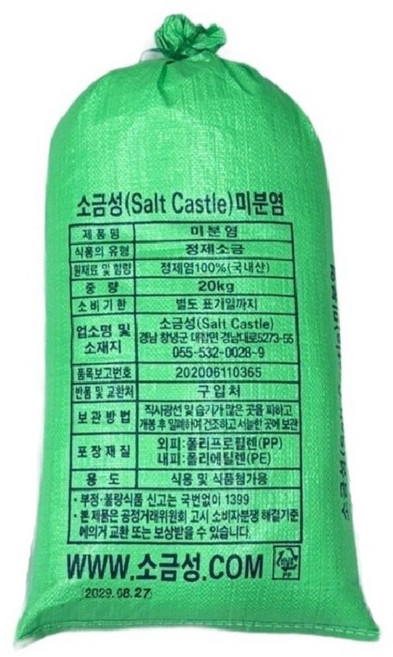 소금성(Salt Castle)미분염
제품명 미분염
식품의 유형 정제소금
원재료 및 함량 정제염100%(국내산)
중량 20kg
소비기한 별도 표기일까지
업소명 및 소재지 소금성(Salt Castle)
경남 창녕군 대합면 경남대로5273-55
055-532-0028~9
품목보고번호 202006110365
반품 및 교환처 구입처
보관방법 직사광선 및 습기가 많은 곳을 피하고
개봉 후 밀폐하여 건조하고 서늘한 곳에 보관
포장재질 외피:폴리프로필렌(PP)
내피:폴리에틸렌(PE)
용도 식용 및 식품첨가용
·부정·불량식품 신고는 국번없이 1399
·본 제품은 공정거래위원회 고시 소비자분쟁 해결기준
에의거 교환 또는 보상받을 수 있습니다.
WWW.소금성.COM
PP
2029.08.27
소금성(Salt Castle)미분염